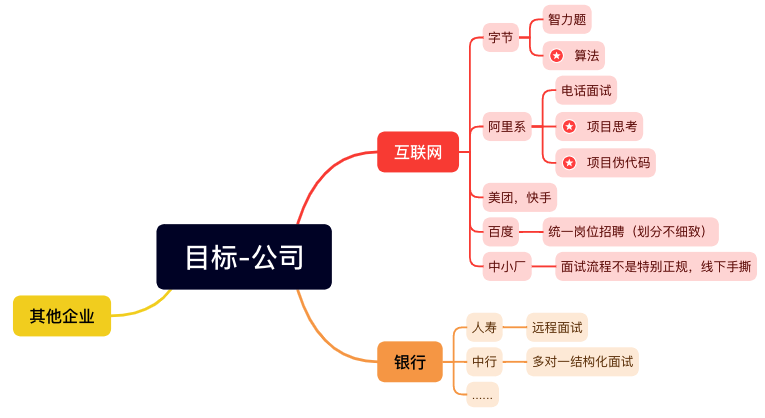 目标-公司
互联网
字节
智力题
算法
阿里系
电话面试
项目思考
项目伪代码
美团，快手
百度
统一岗位招聘（划分不细致）
中小厂
面试流程不是特别正规，线下手撕
银行
人寿
远程面试
中行
多对一结构化面试
......
其他企业